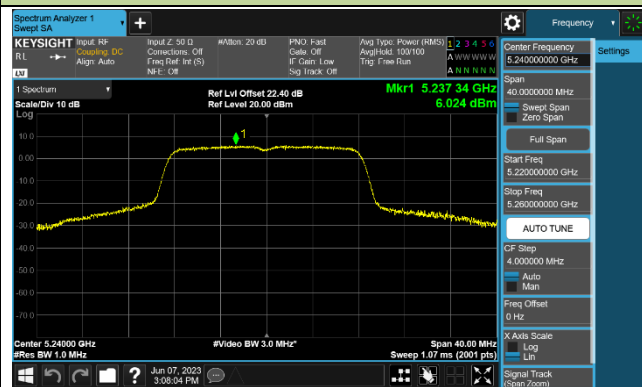 Spectrum Analyzer 1
Swept SA
+
Frequency
KEYSIGHT
RL
LXI
Input: RF
Coupling: DC
Align: Auto
Input Z: 50 Ω
Corrections: Off
Freq Ref: Int (S)
NFE: Off
#Atten: 20 dB
PNO: Fast
Gate: Off
IF Gain: Low
Sig Track: Off
Avg Type: Power (RMS)
Avg|Hold: 100/100
Trig: Free Run
1 2 3 4 5 6
A W W W W W
A N N N N N
1 Spectrum
Scale/Div 10 dB
Log
Ref Lvl Offset 22.40 dB
Ref Level 20.00 dBm
Mkr1 5.237 34 GHz
6.024 dBm
1
10.0
0.00
-10.0
-20.0
-30.0
-40.0
-50.0
-60.0
-70.0
Center 5.24000 GHz
#Res BW 1.0 MHz
#Video BW 3.0 MHz*
Span 40.00 MHz
Sweep 1.07 ms (2001 pts)
Jun 07, 2023
3:08:04 PM
Center Frequency
5.240000000 GHz
Settings
Span
40.0000000 MHz
Swept Span
Zero Span
Full Span
Start Freq
5.220000000 GHz
Stop Freq
5.260000000 GHz
AUTO TUNE
CF Step
4.000000 MHz
Auto
Man
Freq Offset
0 Hz
X Axis Scale
Log
Lin
Signal Track
(Span Zoom)